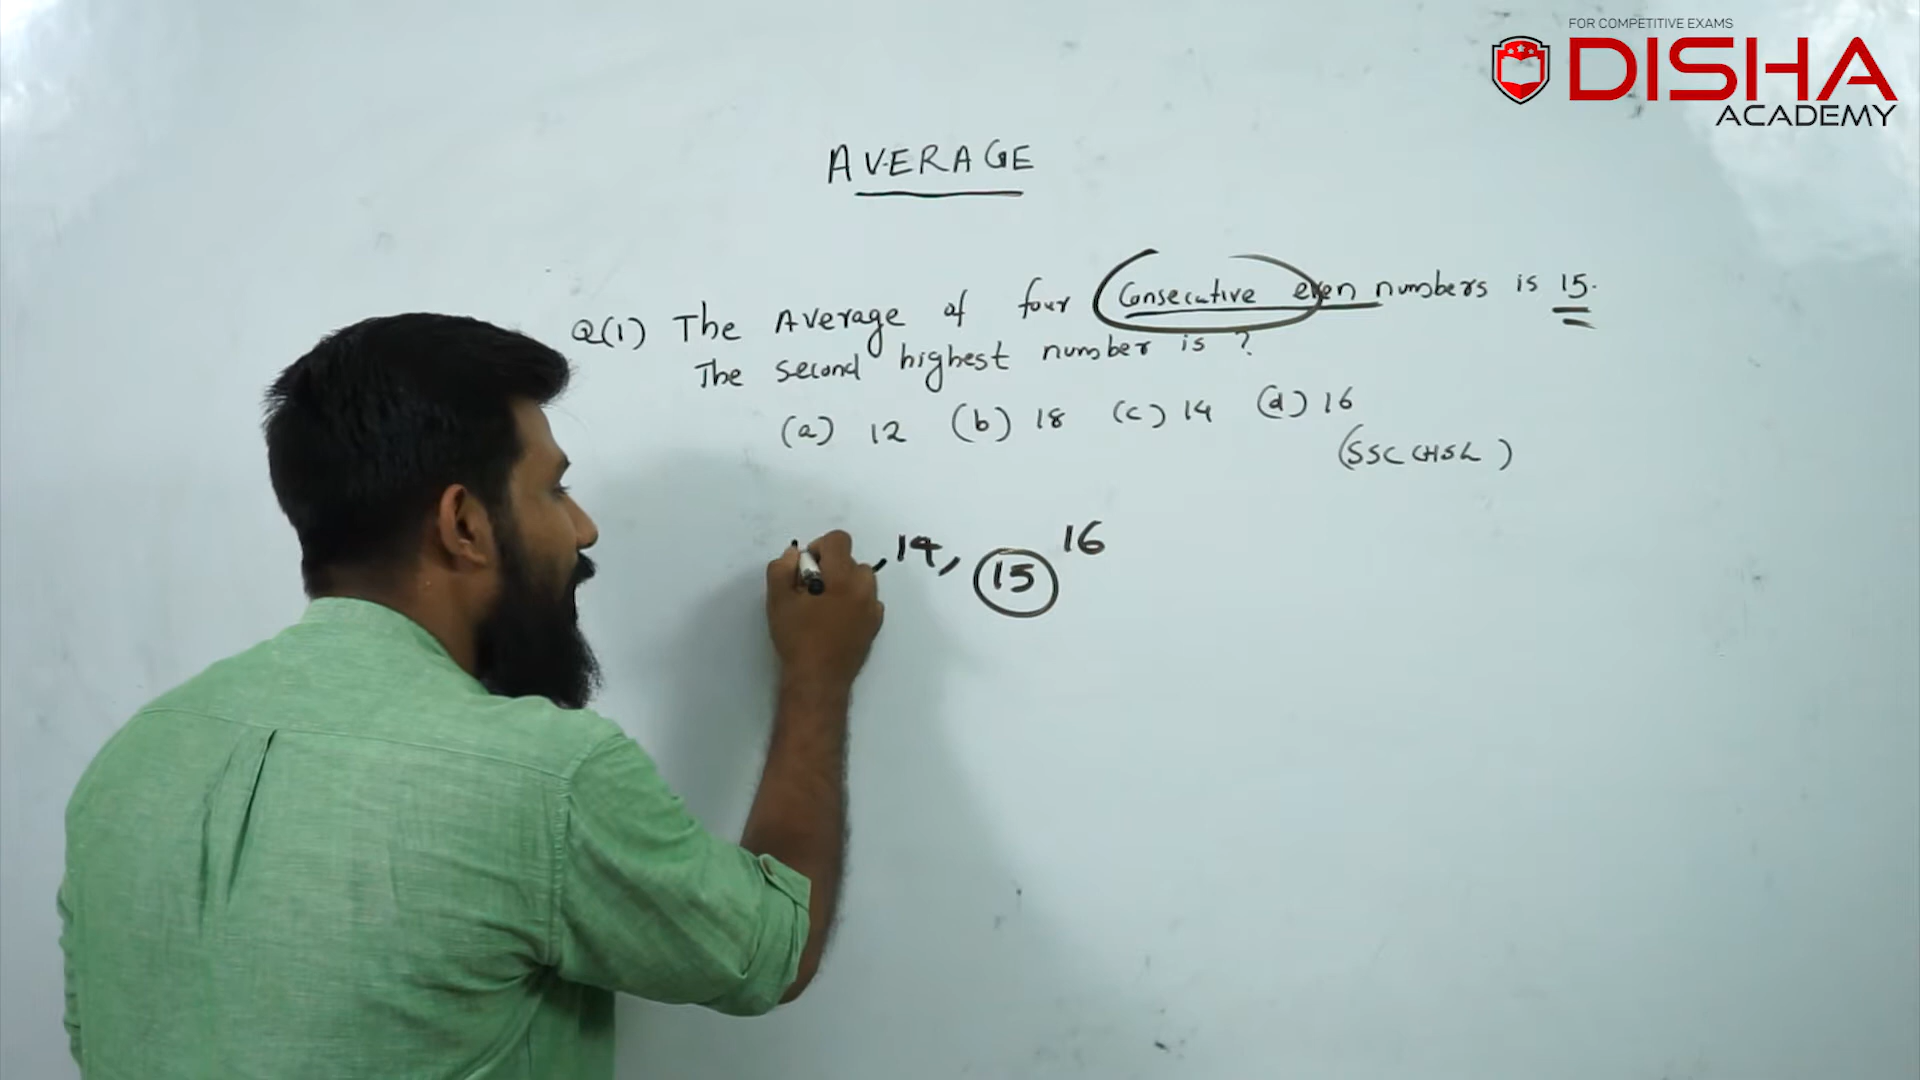 FOR COMPETITIVE EXAMS
DISHA
ACADEMY
AVERAGE
Q(1) The Average of four Consecutive even numbers is 15.
The second highest number is ?
(a) 12 (b) 18 (c) 14 (d) 16
(SSC CHSL)
, 14, 15 16